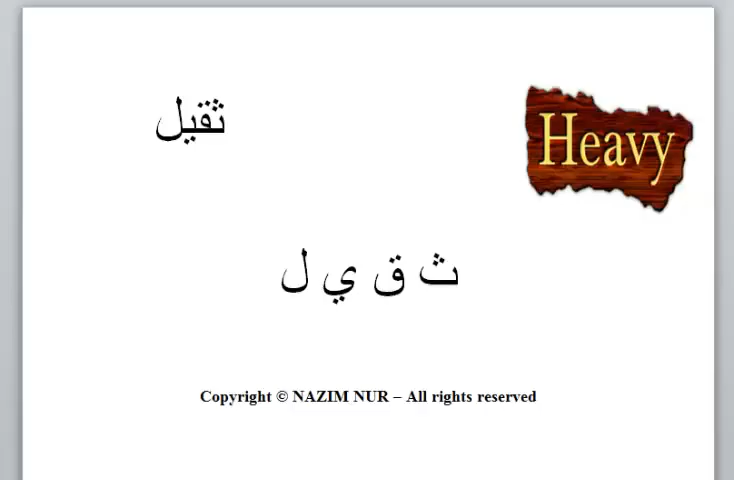 ثقيل
Heavy
ث ق ي ل
Copyright © NAZIM NUR – All rights reserved